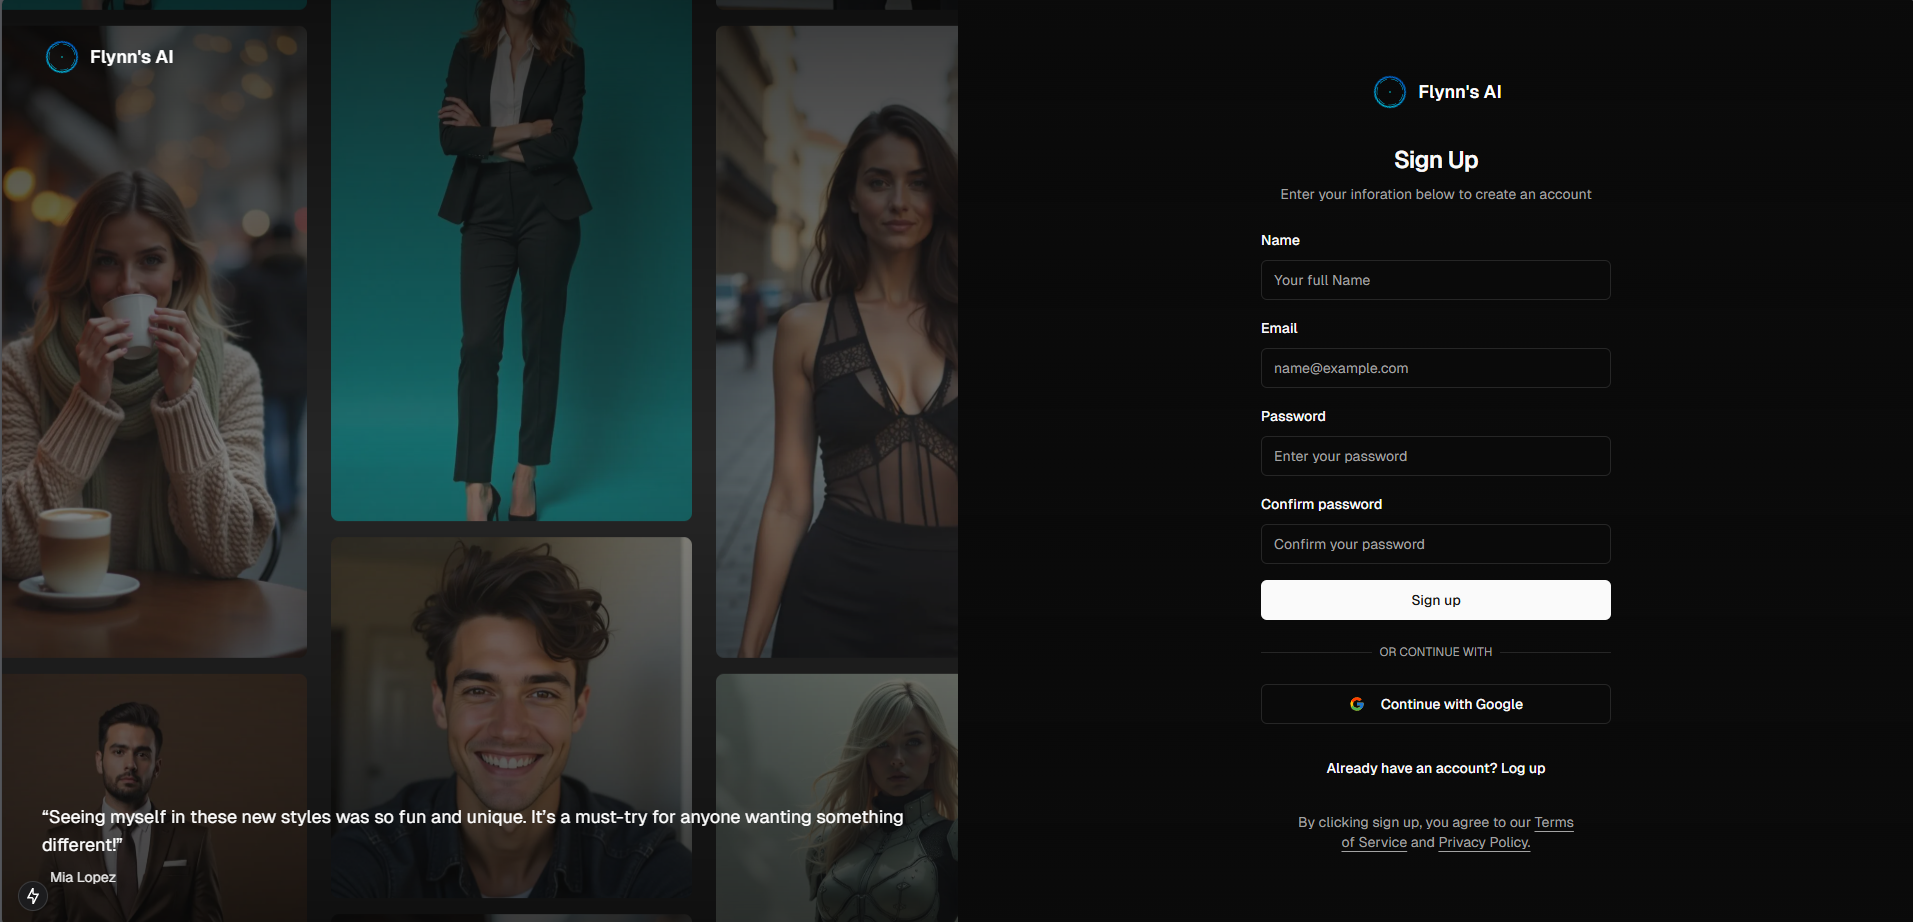 Flynn's AI
“Seeing myself in these new styles was so fun and unique. It’s a must-try for anyone wanting something
different!”
Mia Lopez
Flynn's AI
Sign Up
Enter your inforation below to create an account
Name
Your full Name
Email
name@example.com
Password
Enter your password
Confirm password
Confirm your password
Sign up
OR CONTINUE WITH
Continue with Google
Already have an account? Log up
By clicking sign up, you agree to our Terms
of Service and Privacy Policy.